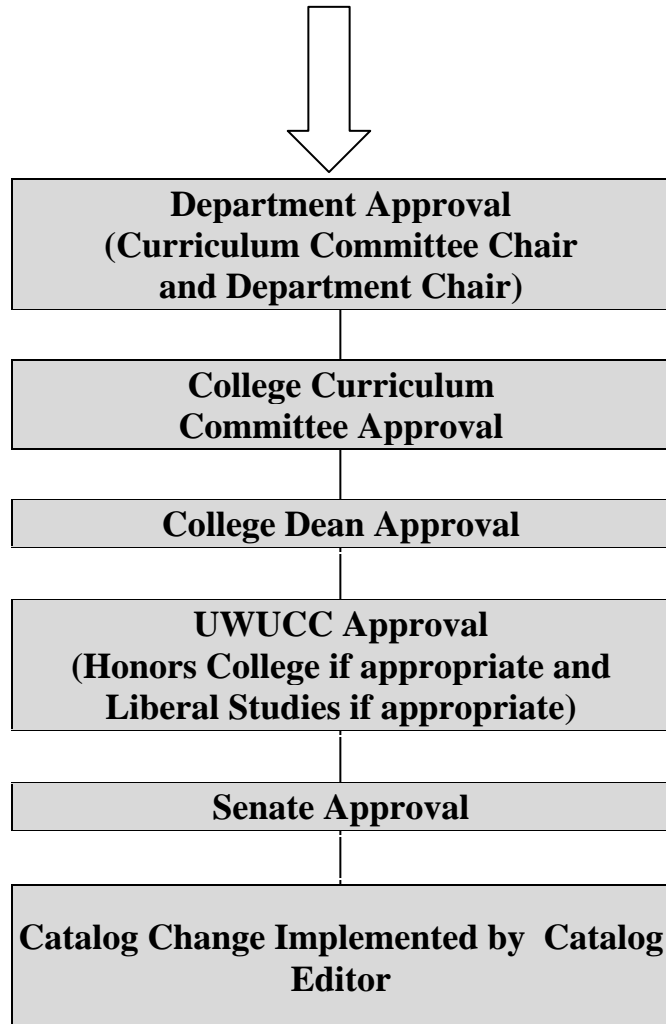 Department Approval
(Curriculum Committee Chair
and Department Chair)
College Curriculum
Committee Approval
College Dean Approval
UWUCC Approval
(Honors College if appropriate and
Liberal Studies if appropriate)
Senate Approval
Catalog Change Implemented by  Catalog
Editor